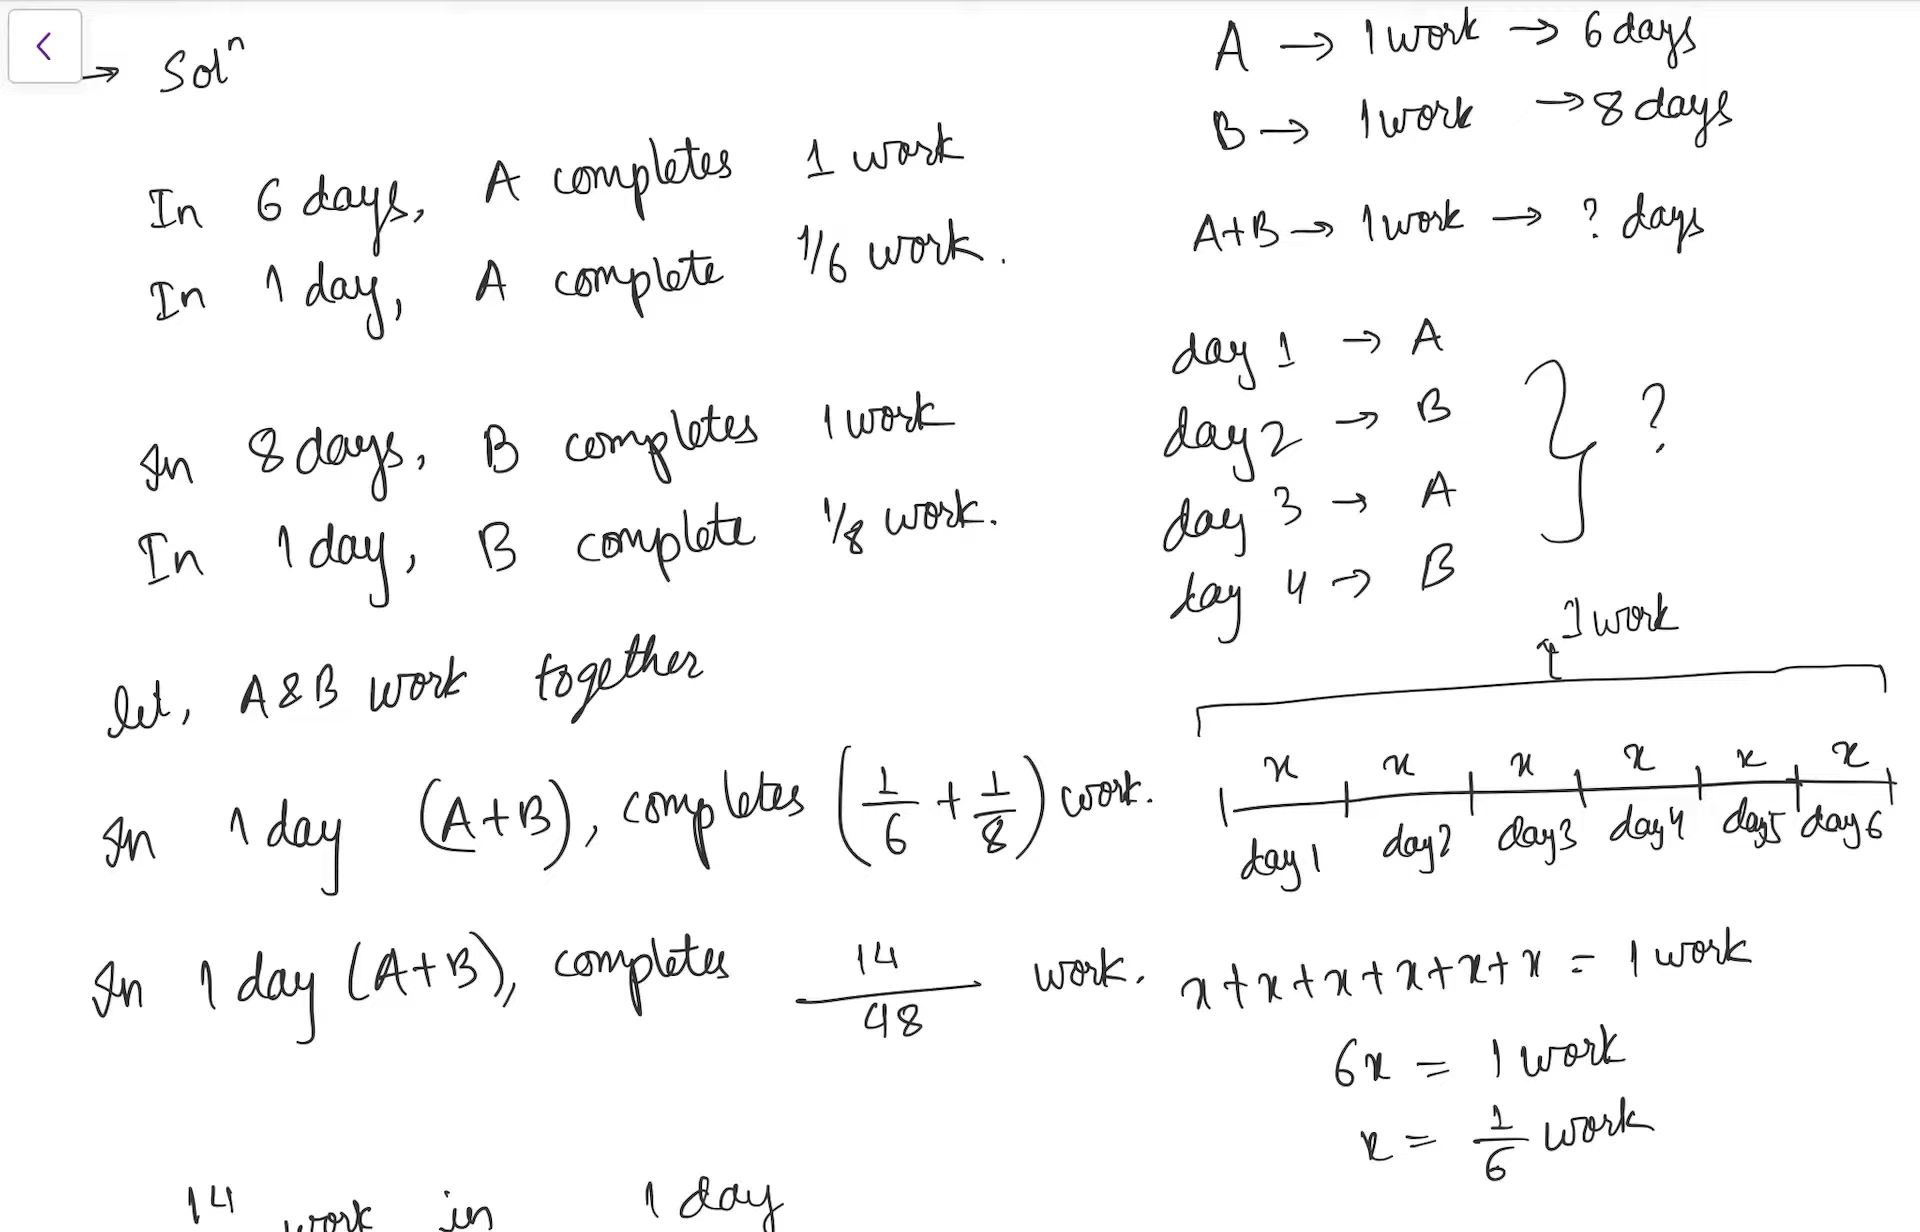 → Solⁿ
In 6 days, A completes 1 work
In 1 day, A complete 1/6 work.
In 8 days, B completes 1 work
In 1 day, B complete 1/8 work.
let, A & B work together
In 1 day (A+B), completes (1/6 + 1/8) work.
In 1 day (A+B), completes 14/48 work.
14 work in 1 day
A → 1 work → 6 days
B → 1 work → 8 days
A+B → 1 work → ? days
day 1 → A
day 2 → B
day 3 → A
day 4 → B
?
1 work
x x x x x x
day 1 day 2 day 3 day 4 day 5 day 6
x+x+x+x+x+x = 1 work
6x = 1 work
x = 1/6 work